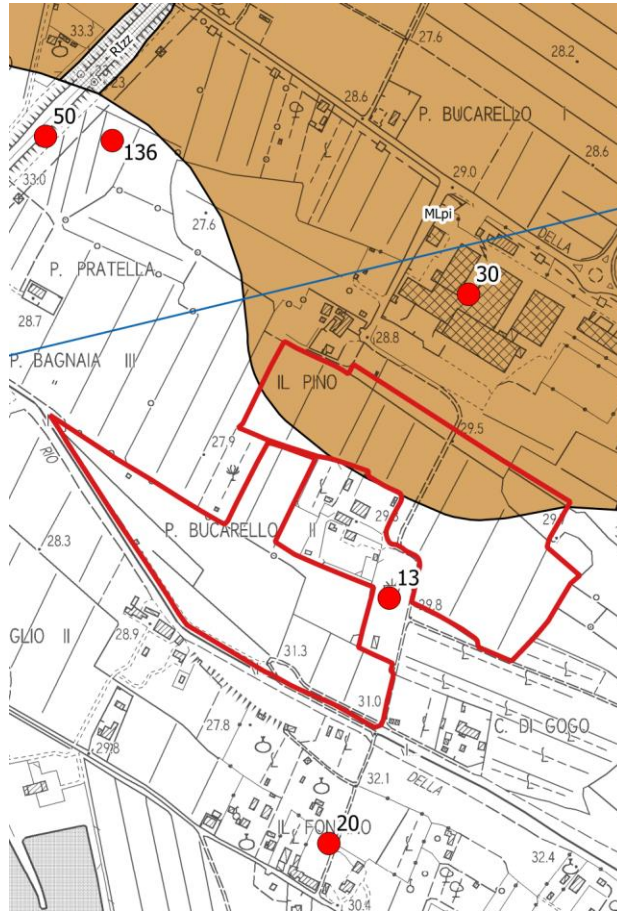 33.3
Rizz
23
27.6
28.2
50
136
33.0
28.6
P. BUCARELLO I
28.6
29.0
MLpi
DELLA
27.6
P. PRATELLA
30
28.7
28.8
P. BAGNAIA III
IL PINO
29.5
27.9
RIO
P. BUCARELLO II
28.3
13
29.8
GLIO II
28.9
31.3
31.0
C. DI GOGO
27.8
29.8
DELLA
32.1
20
32.4
30.4